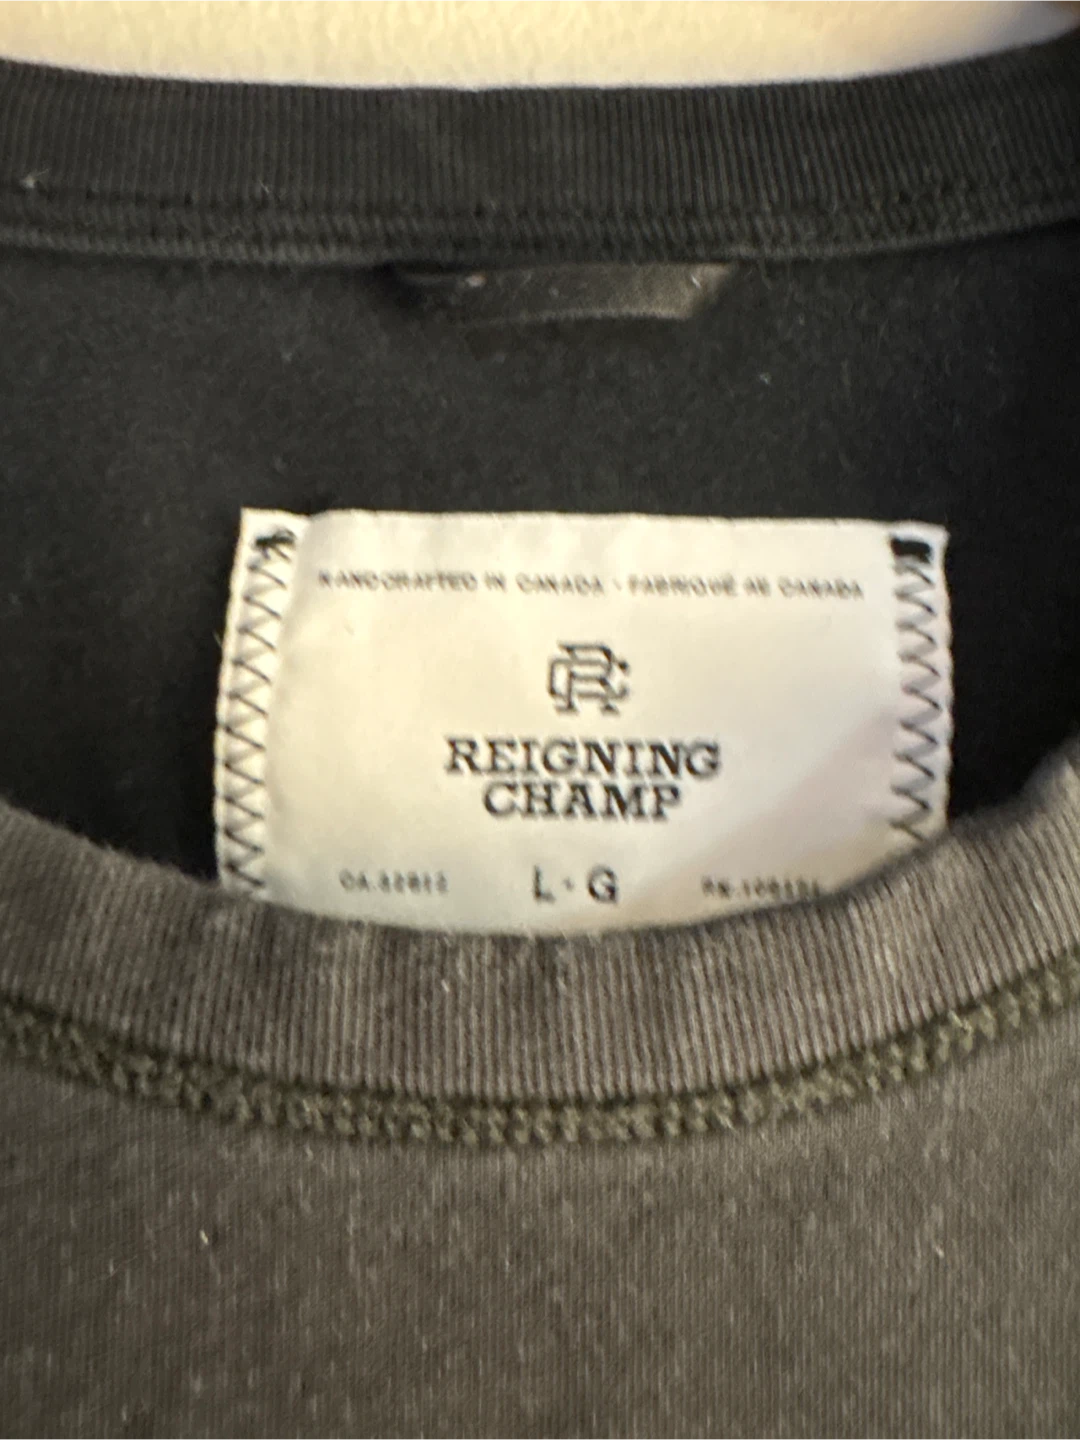 HANDCRAFTED IN CANADA · FABRIQUÉ AU CANADA
RC
REIGNING
CHAMP
L · G